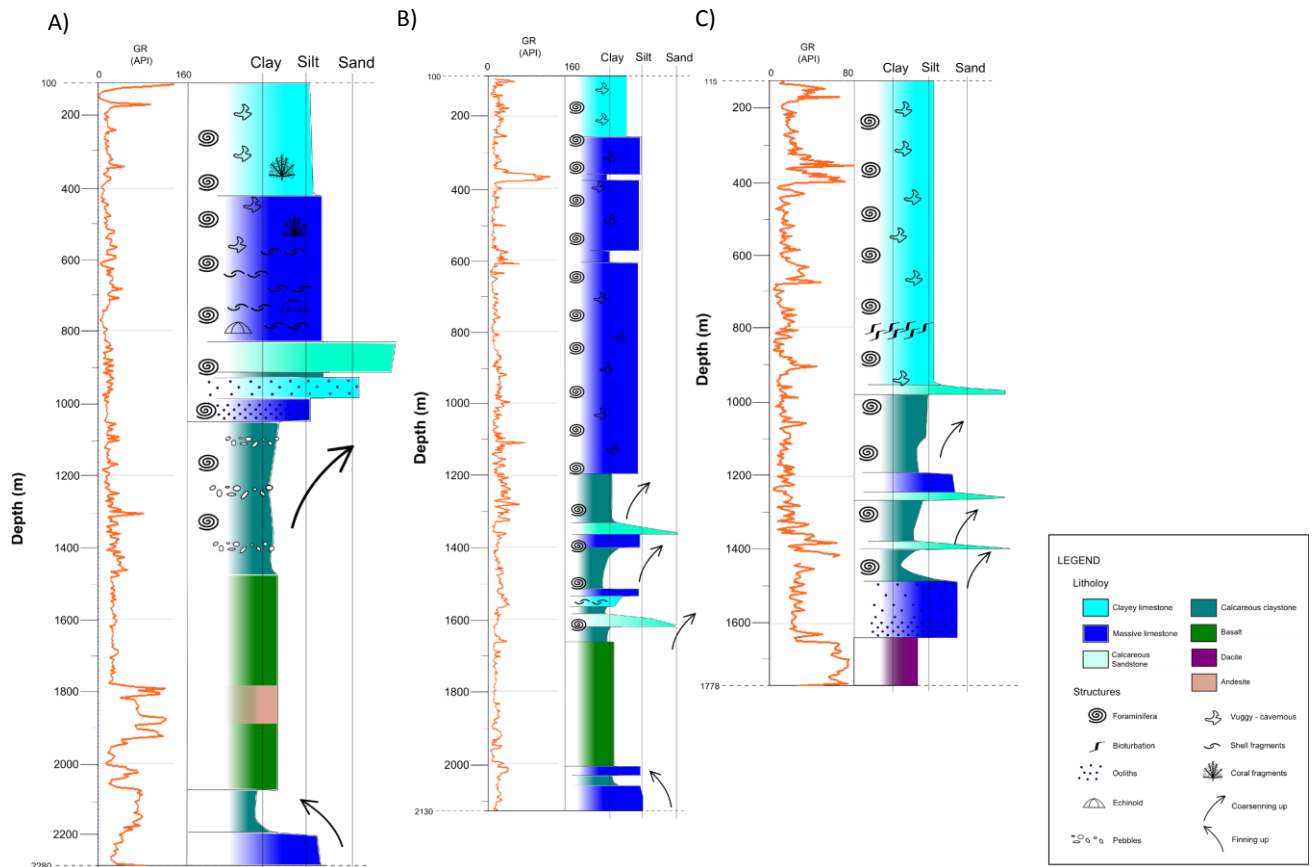 A)
GR
(API)
0
160
Clay
Silt
Sand
100
200
400
600
800
1000
1200
1400
1600
1800
2000
2200
2280
Depth (m)
B)
GR
(API)
0
160
Clay
Silt
Sand
100
200
400
600
800
1000
1200
1400
1600
1800
2000
2130
Depth (m)
C)
GR
(API)
0
80
Clay
Silt
Sand
115
200
400
600
800
1000
1200
1400
1600
1778
Depth (m)
LEGEND
Litholoy
Clayey limestone
Calcareous claystone
Massive limestone
Basalt
Calcareous
Sandstone
Dacite
Andesite
Structures
Foraminifera
Vuggy - cavernous
Bioturbation
Shell fragments
Ooliths
Coral fragments
Echinoid
Coarsenning up
Pebbles
Finning up